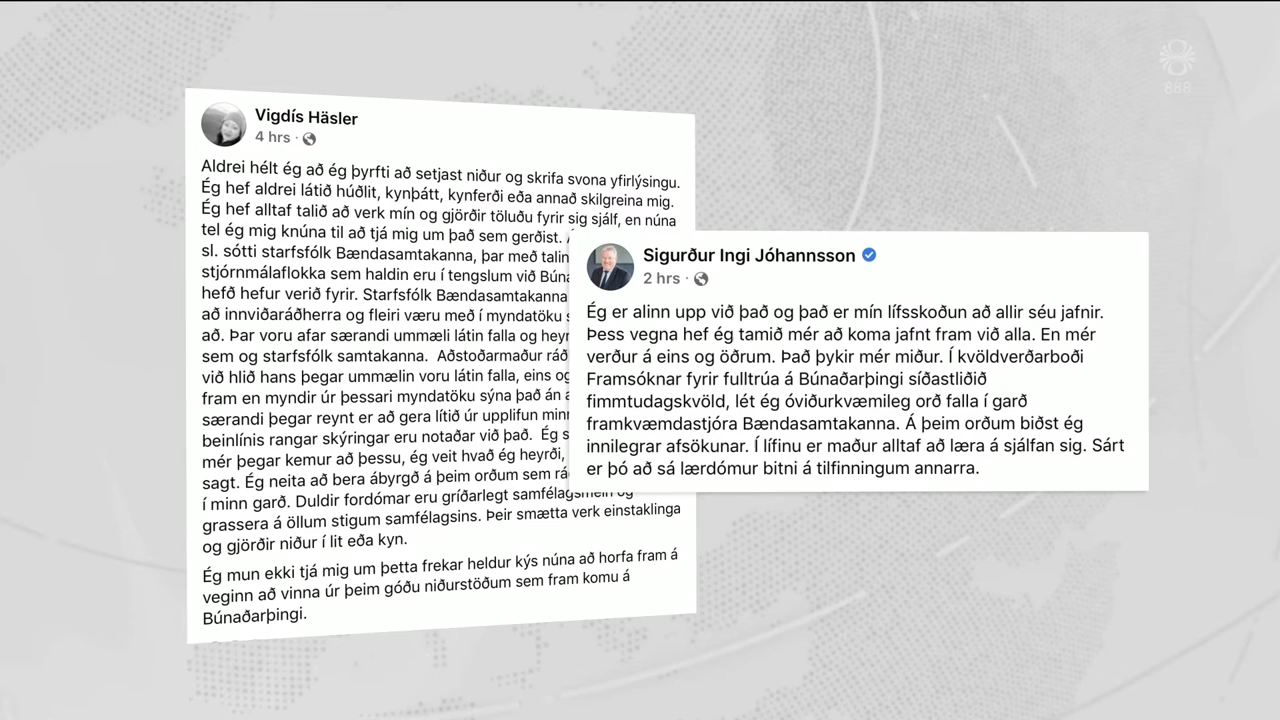 888
Vigdís Häsler
4 hrs ·
Aldrei hélt ég að ég þyrfti að setjast niður og skrifa svona yfirlýsingu.
Ég hef aldrei látið húðlit, kynþátt, kynferði eða annað skilgreina mig.
Ég hef alltaf talið að verk mín og gjörðir töluðu fyrir sig sjálf, en núna
tel ég mig knúna til að tjá mig um það sem gerðist.
sl. sótti starfsfólk Bændasamtakanna, þar með talin
stjórnmálaflokka sem haldin eru í tengslum við
hefð hefur verið fyrir. Starfsfólk Bændasamtakanna
að innviðaráðherra og fleiri væru með í myndatöku
að. Þar voru afar særandi ummæli látin falla og
sem og starfsfólk samtakanna. Aðstoðarmaður
við hlið hans þegar ummælin voru látin falla, eins og
fram en myndir úr þessari myndatöku sýna það án
særandi þegar reynt er að gera lítið úr upplifun
beinlínis rangar skýringar eru notaðar við það. Ég
mér þegar kemur að þessu, ég veit hvað ég heyrði,
sagt. Ég neita að bera ábyrgð á þeim orðum sem
í minn garð. Duldir fordómar eru gríðarlegt samfélagsmein og
grassera á öllum stigum samfélagsins. Þeir smætta verk einstaklinga
og gjörðir niður í lit eða kyn.
Ég mun ekki tjá mig um þetta frekar heldur kýs núna að horfa fram á
veginn að vinna úr þeim góðu niðurstöðum sem fram komu á
Búnaðarþingi.
Sigurður Ingi Jóhannsson
2 hrs ·
Ég er alinn upp við það og það er mín lífsskoðun að allir séu jafnir.
Þess vegna hef ég tamið mér að koma jafnt fram við alla. En mér
verður á eins og öðrum. Það þykir mér miður. Í kvöldverðarboði
Framsóknar fyrir fulltrúa á Búnaðarþingi síðastliðið
fimmtudagskvöld, lét ég óviðurkvæmileg orð falla í garð
framkvæmdastjóra Bændasamtakanna. Á þeim orðum biðst ég
innilegrar afsökunar. Í lífinu er maður alltaf að læra á sjálfan sig. Sárt
er þó að sá lærdómur bitni á tilfinningum annarra.